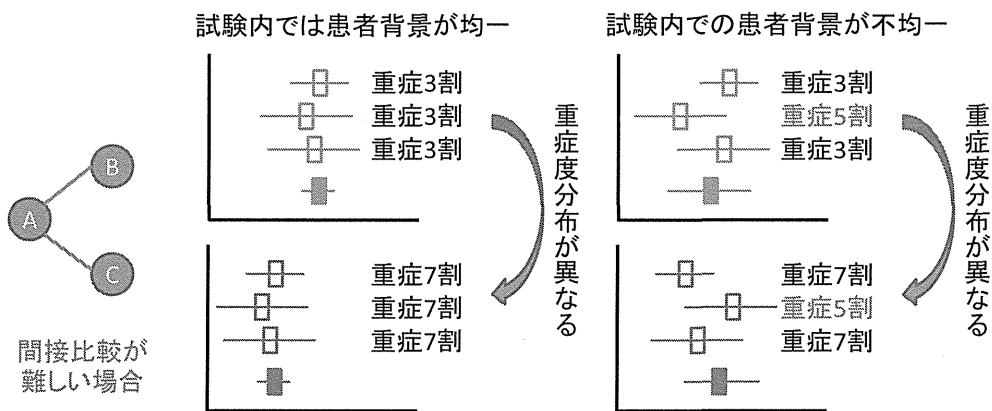 試験内では患者背景が均一
試験内での患者背景が不均一
重症3割
重症3割
重症3割
重症7割
重症7割
重症7割
重症度分布が異なる
重症3割
重症5割
重症3割
重症7割
重症5割
重症7割
重症度分布が異なる
B
A
C
間接比較が
難しい場合